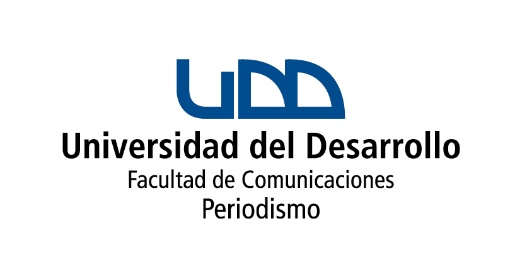 UDD
Universidad del Desarrollo
Facultad de Comunicaciones
Periodismo